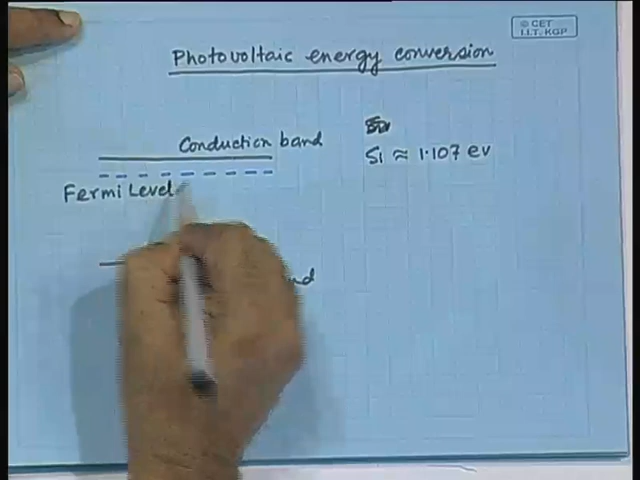 © CET
I.I.T. KGP
Photovoltaic energy conversion
Conduction band
Si ≈ 1.107 ev
Fermi Level